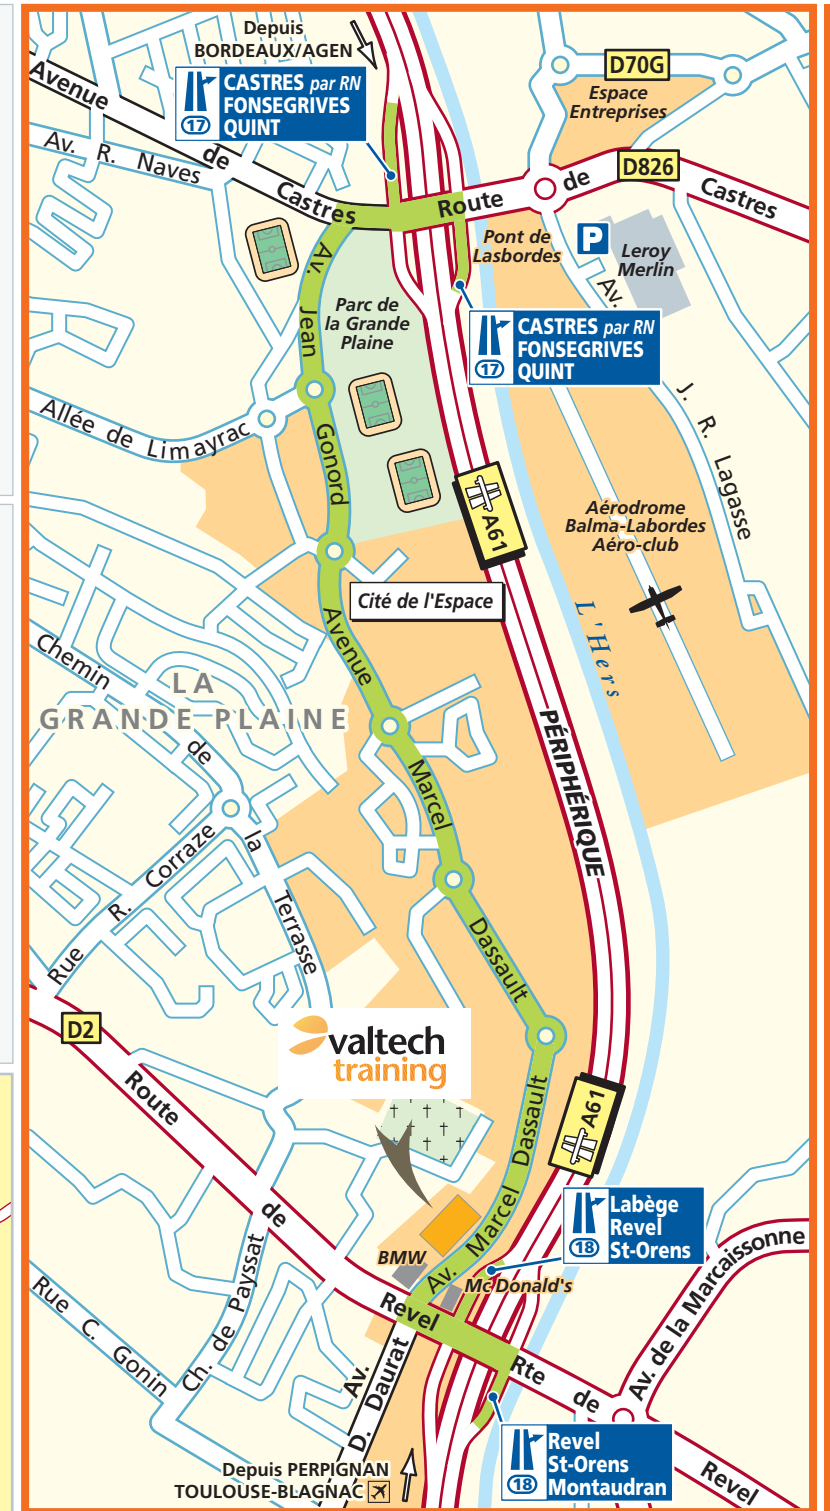 Depuis
BORDEAUX/AGEN
CASTRES par RN
FONSEGRIVES
QUINT
17
D70G
Espace
Entreprises
Avenue de Castres
Av. R. Naves
Route de Castres
D826
Pont de
Lasbordes
P
Leroy
Merlin
Av. J. R. Lagasse
Av. Jean Gonord
Parc de
la Grande
Plaine
CASTRES par RN
FONSEGRIVES
QUINT
17
Allée de Limayrac
A61
Aérodrome
Balma-Labordes
Aéro-club
Cité de l'Espace
L'Hers
Chemin de la Terrasse
LA
GRANDE PLAINE
Avenue Marcel Dassault
PÉRIPHÉRIQUE
Rue R. Corraze
D2
valtech
training
Route de Revel
Av. Marcel Dassault
A61
Labège
Revel
St-Orens
18
BMW
Mc Donald's
Av. de la Marcaissonne
Ch. de Payssat
Rue C. Gonin
Av.
D. Daurat
Rte de Revel
Revel
St-Orens
Montaudran
18
Depuis PERPIGNAN
TOULOUSE-BLAGNAC